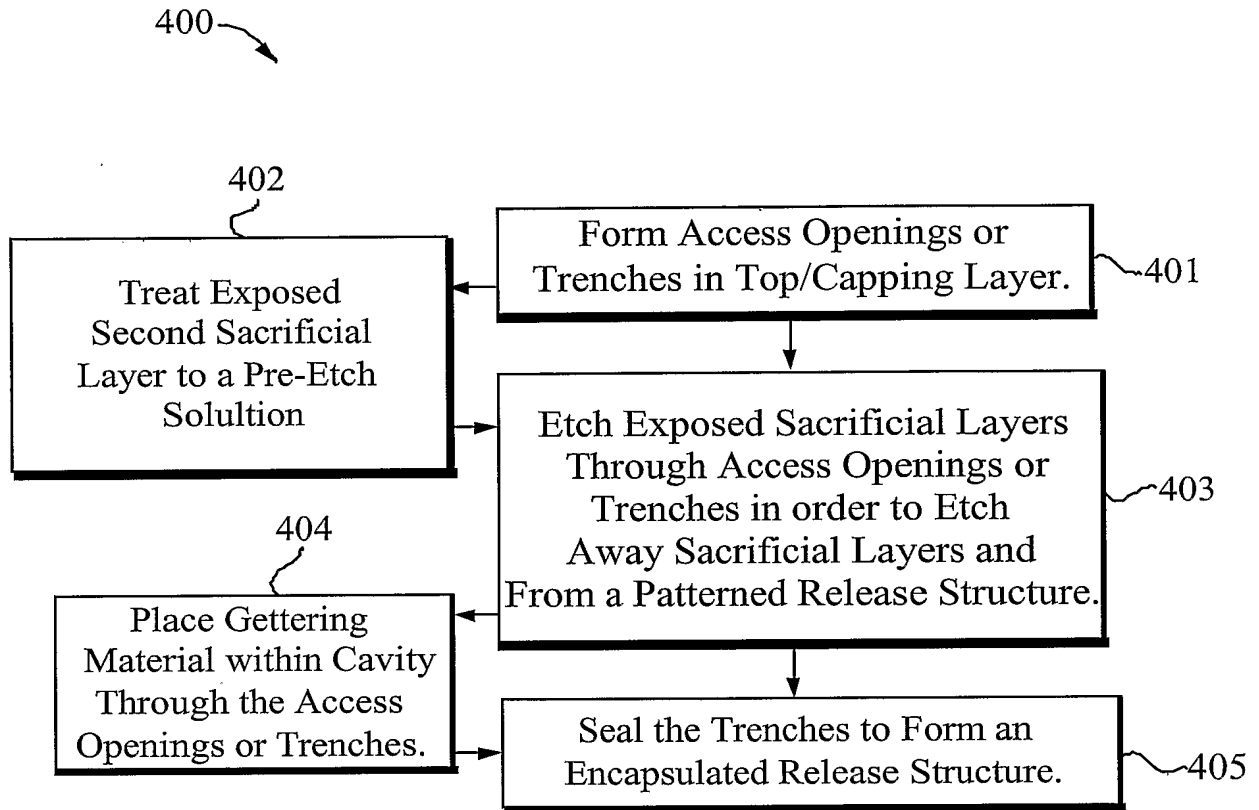 400
402
Treat Exposed
Second Sacrificial
Layer to a Pre-Etch
Solultion
Form Access Openings or
Trenches in Top/Capping Layer.
401
Etch Exposed Sacrificial Layers
Through Access Openings or
Trenches in order to Etch
Away Sacrificial Layers and
From a Patterned Release Structure.
403
404
Place Gettering
Material within Cavity
Through the Access
Openings or Trenches.
Seal the Trenches to Form an
Encapsulated Release Structure.
405